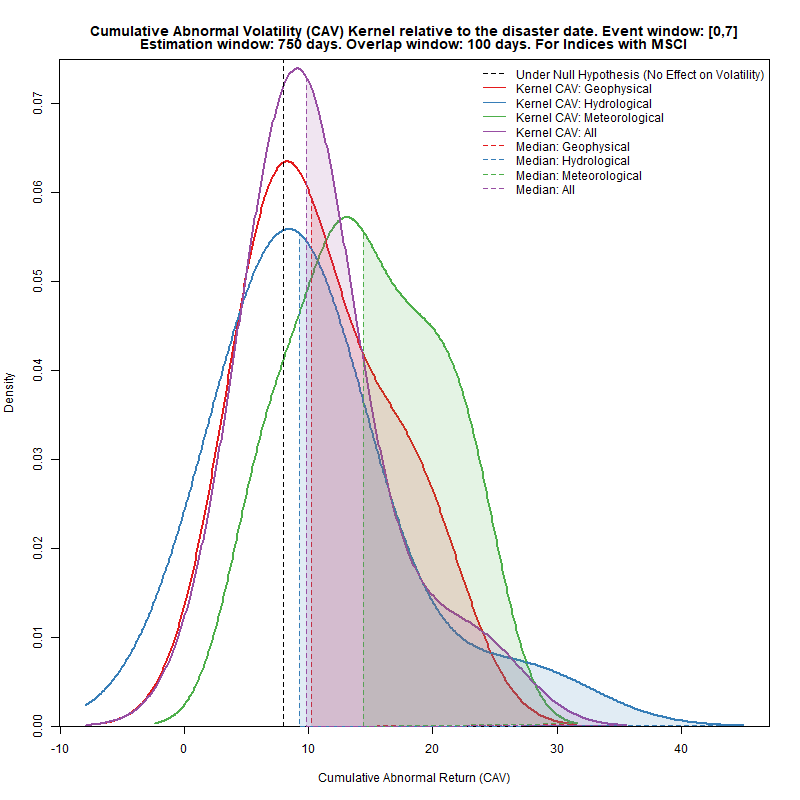 Cumulative Abnormal Volatility (CAV) Kernel relative to the disaster date. Event window: [0,7]
Estimation window: 750 days. Overlap window: 100 days. For Indices with MSCI
Under Null Hypothesis (No Effect on Volatility)
Kernel CAV: Geophysical
Kernel CAV: Hydrological
Kernel CAV: Meteorological
Kernel CAV: All
Median: Geophysical
Median: Hydrological
Median: Meteorological
Median: All
Density
0.07
0.06
0.05
0.04
0.03
0.02
0.01
0.00
-10 0 10 20 30 40
Cumulative Abnormal Return (CAV)